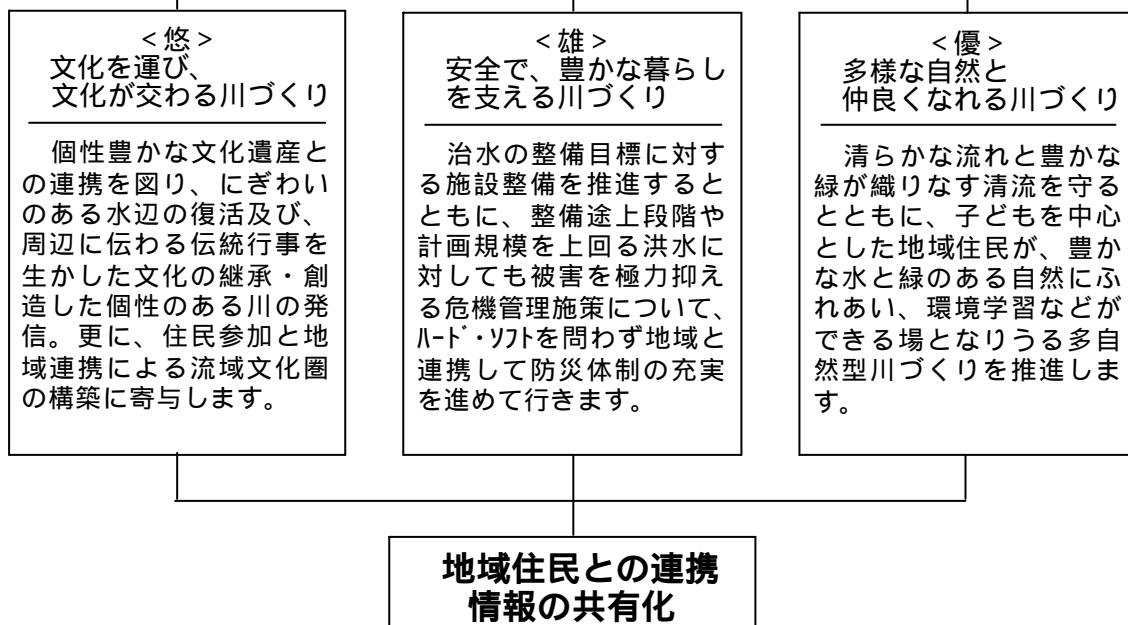 ＜悠＞
文化を運び、
文化が交わる川づくり
個性豊かな文化遺産と
の連携を図り、にぎわい
のある水辺の復活及び、
周辺に伝わる伝統行事を
生かした文化の継承・創
造した個性のある川の発
信。更に、住民参加と地
域連携による流域文化圏
の構築に寄与します。
＜雄＞
安全で、豊かな暮らし
を支える川づくり
治水の整備目標に対す
る施設整備を推進すると
ともに、整備途上段階や
計画規模を上回る洪水に
対しても被害を極力抑え
る危機管理施策について、
ﾊｰﾄﾞ・ｿﾌﾄを問わず地域と
連携して防災体制の充実
を進めて行きます。
＜優＞
多様な自然と
仲良くなれる川づくり
清らかな流れと豊かな
緑が織りなす清流を守る
とともに、子どもを中心
とした地域住民が、豊か
な水と緑のある自然にふ
れあい、環境学習などが
できる場となりうる多自
然型川づくりを推進しま
す。
地域住民との連携
情報の共有化